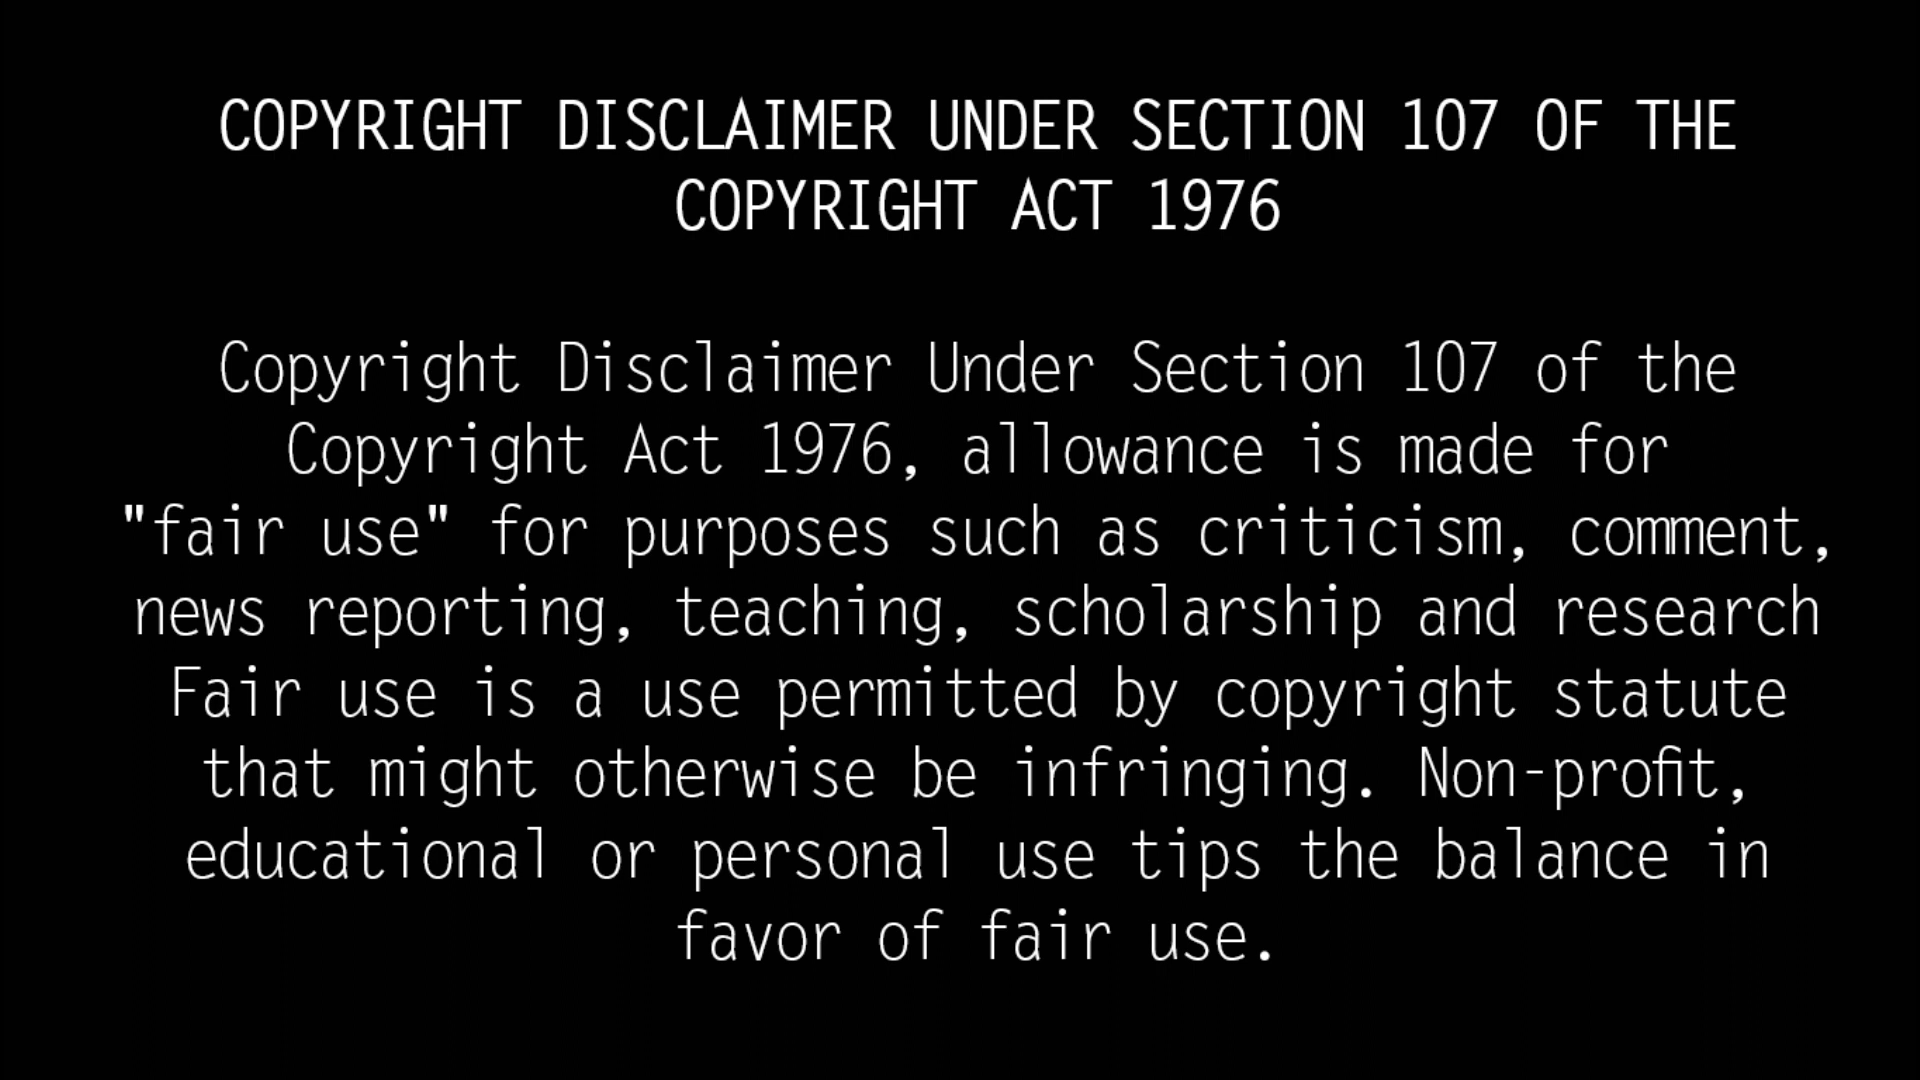 COPYRIGHT DISCLAIMER UNDER SECTION 107 OF THE
COPYRIGHT ACT 1976
Copyright Disclaimer Under Section 107 of the
Copyright Act 1976, allowance is made for
"fair use" for purposes such as criticism, comment,
news reporting, teaching, scholarship and research
Fair use is a use permitted by copyright statute
that might otherwise be infringing. Non-profit,
educational or personal use tips the balance in
favor of fair use.